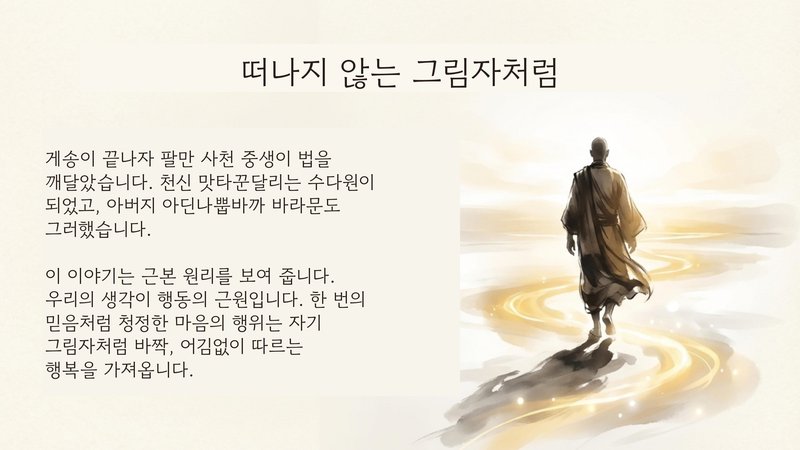 떠나지 않는 그림자처럼
게송이 끝나자 팔만 사천 중생이 법을
깨달았습니다. 천신 맛타꾼달리는 수다원이
되었고, 아버지 아딘나뿝바까 바라문도
그러했습니다.
이 이야기는 근본 원리를 보여 줍니다.
우리의 생각이 행동의 근원입니다. 한 번의
믿음처럼 청정한 마음의 행위는 자기
그림자처럼 바짝, 어김없이 따르는
행복을 가져옵니다.